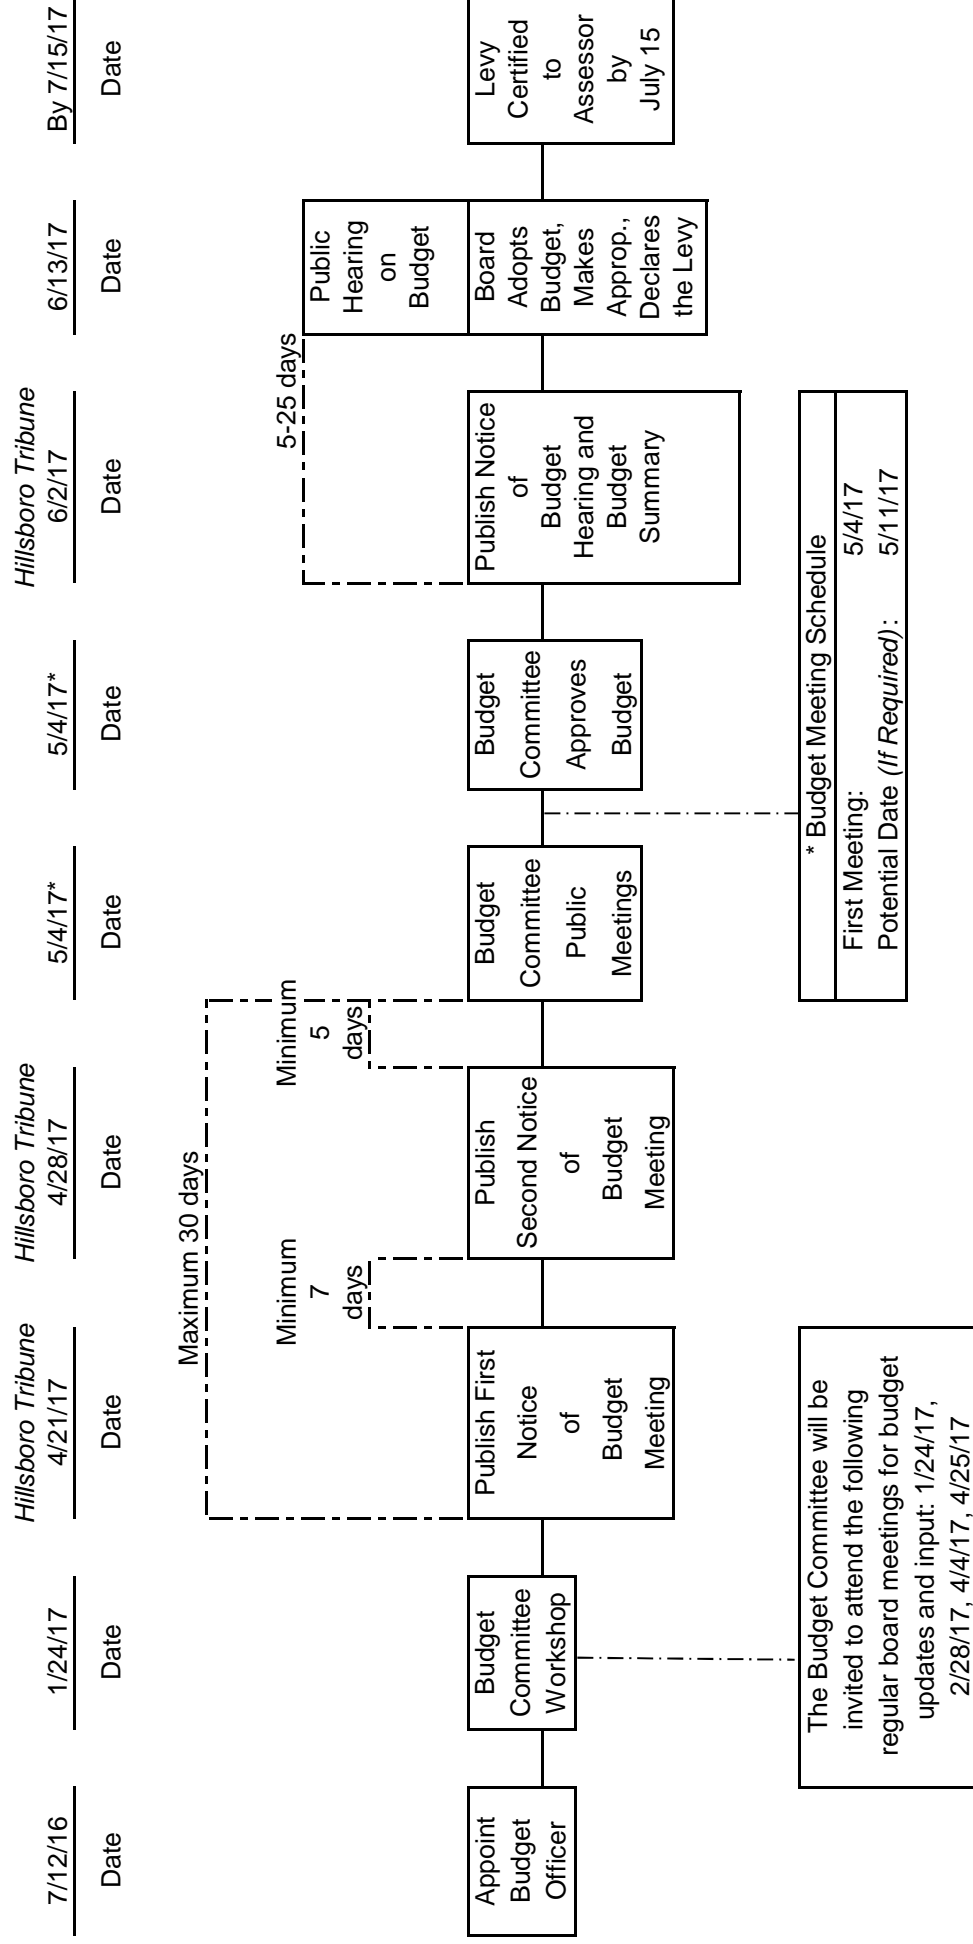 Hillsboro Tribune
Hillsboro Tribune
Hillsboro Tribune
7/12/16
1/24/17
4/21/17
4/28/17
5/4/17*
5/4/17*
6/2/17
6/13/17
By 7/15/17
Date
Date
Date
Date
Date
Date
Date
Date
Date
Maximum 30 days
Minimum
7
days
Minimum
5
days
5-25 days
Appoint
Budget
Officer
Budget
Committee
Workshop
Publish First
Notice
of
Budget
Meeting
Publish
Second Notice
of
Budget
Meeting
Budget
Committee
Public
Meetings
Budget
Committee
Approves
Budget
Publish Notice
of
Budget
Hearing and
Budget
Summary
Public
Hearing
on
Budget
Board
Adopts
Budget,
Makes
Approp.,
Declares
the Levy
Levy
Certified
to
Assessor
by
July 15
The Budget Committee will be
invited to attend the following
regular board meetings for budget
updates and input: 1/24/17,
2/28/17, 4/4/17, 4/25/17
* Budget Meeting Schedule
First Meeting: 5/4/17
Potential Date (If Required): 5/11/17